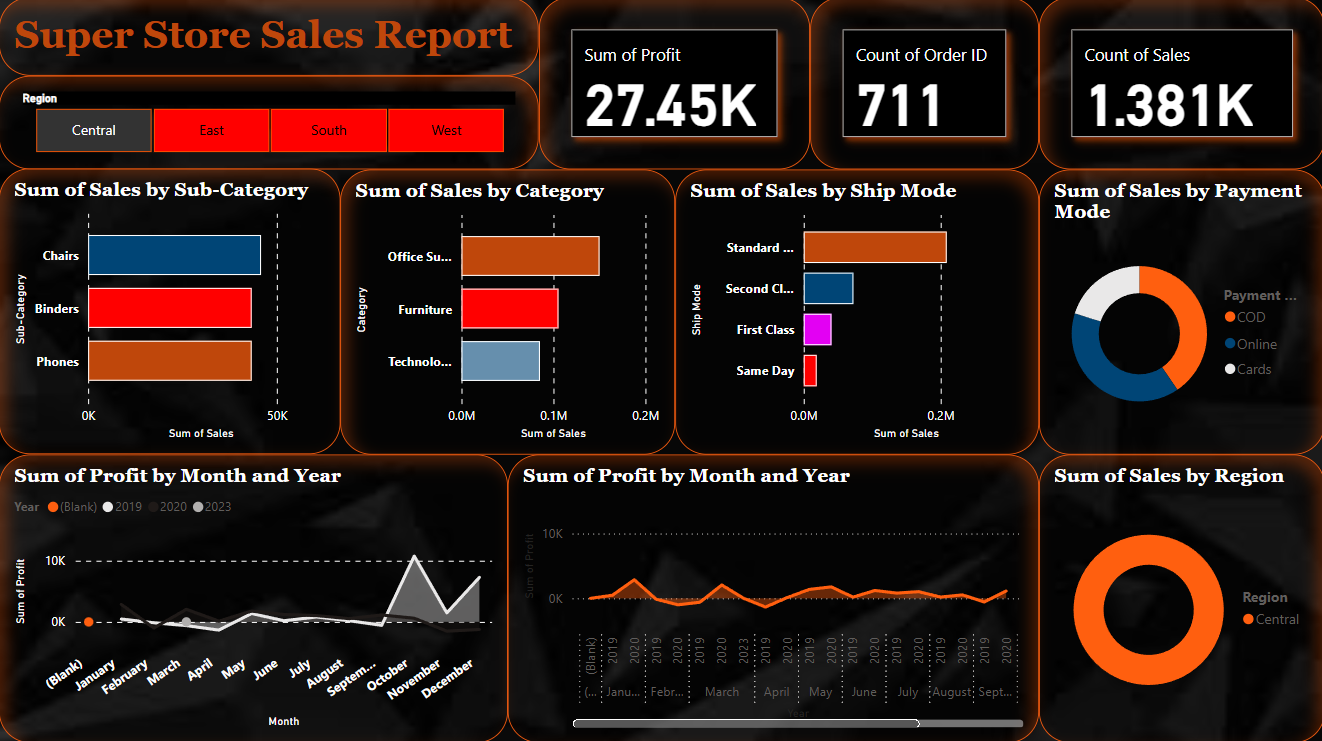 Super Store Sales Report
Region
Central
East
South
West
Sum of Profit
27.45K
Count of Order ID
711
Count of Sales
1.381K
Sum of Sales by Sub-Category
Sub-Category
Chairs
Binders
Phones
0K
50K
Sum of Sales
Sum of Sales by Category
Category
Office Su...
Furniture
Technolo...
0.0M
0.1M
0.2M
Sum of Sales
Sum of Sales by Ship Mode
Ship Mode
Standard ...
Second Cl...
First Class
Same Day
0.0M
0.2M
Sum of Sales
Sum of Sales by Payment
Mode
Payment ...
COD
Online
Cards
Sum of Profit by Month and Year
Year
(Blank)
2019
2020
2023
Sum of Profit
10K
0K
(Blank)
January
February
March
April
May
June
July
August
Septem...
October
November
December
Month
Sum of Profit by Month and Year
Sum of Profit
10K
0K
(Blank)
2019
2020
2019
2020
2019
2020
2023
2019
2020
2019
2020
2019
2020
2019
2020
2019
2020
2019
2020
(...
Janu...
Febr...
March
April
May
June
July
August
Sept...
Year
Sum of Sales by Region
Region
Central